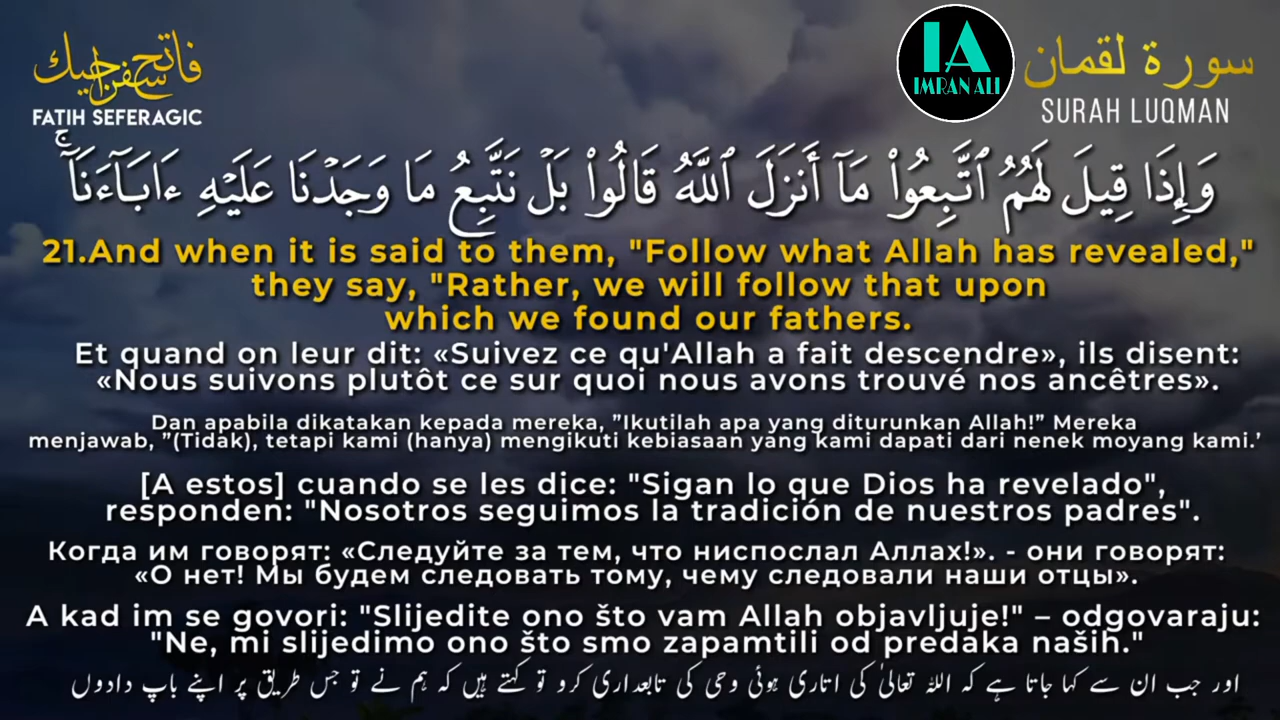 فاتح سفراجيك
FATIH SEFERAGIC
IA
IMRAN ALI
سورة لقمان
SURAH LUQMAN
وَإِذَا قِيلَ لَهُمُ ٱتَّبِعُوا۟ مَآ أَنزَلَ ٱللَّهُ قَالُوا۟ بَلْ نَتَّبِعُ مَا وَجَدْنَا عَلَيْهِ ءَابَآءَنَآ ۚ
21.And when it is said to them, "Follow what Allah has revealed,"
they say, "Rather, we will follow that upon
which we found our fathers.
Et quand on leur dit: «Suivez ce qu'Allah a fait descendre», ils disent:
«Nous suivons plutôt ce sur quoi nous avons trouvé nos ancêtres».
Dan apabila dikatakan kepada mereka, ”Ikutilah apa yang diturunkan Allah!” Mereka
menjawab, ”(Tidak), tetapi kami (hanya) mengikuti kebiasaan yang kami dapati dari nenek moyang kami.’
[A estos] cuando se les dice: "Sigan lo que Dios ha revelado",
responden: "Nosotros seguimos la tradición de nuestros padres".
Когда им говорят: «Следуйте за тем, что ниспослал Аллах!». - они говорят:
«О нет! Мы будем следовать тому, чему следовали наши отцы».
A kad im se govori: "Slijedite ono što vam Allah objavljuje!" – odgovaraju:
"Ne, mi slijedimo ono što smo zapamtili od predaka naših."
اور جب ان سے کہا جاتا ہے کہ اللہ تعالیٰ کی اتاری ہوئی وحی کی تابعداری کرو تو کہتے ہیں کہ ہم نے تو جس طریق پر اپنے باپ دادوں